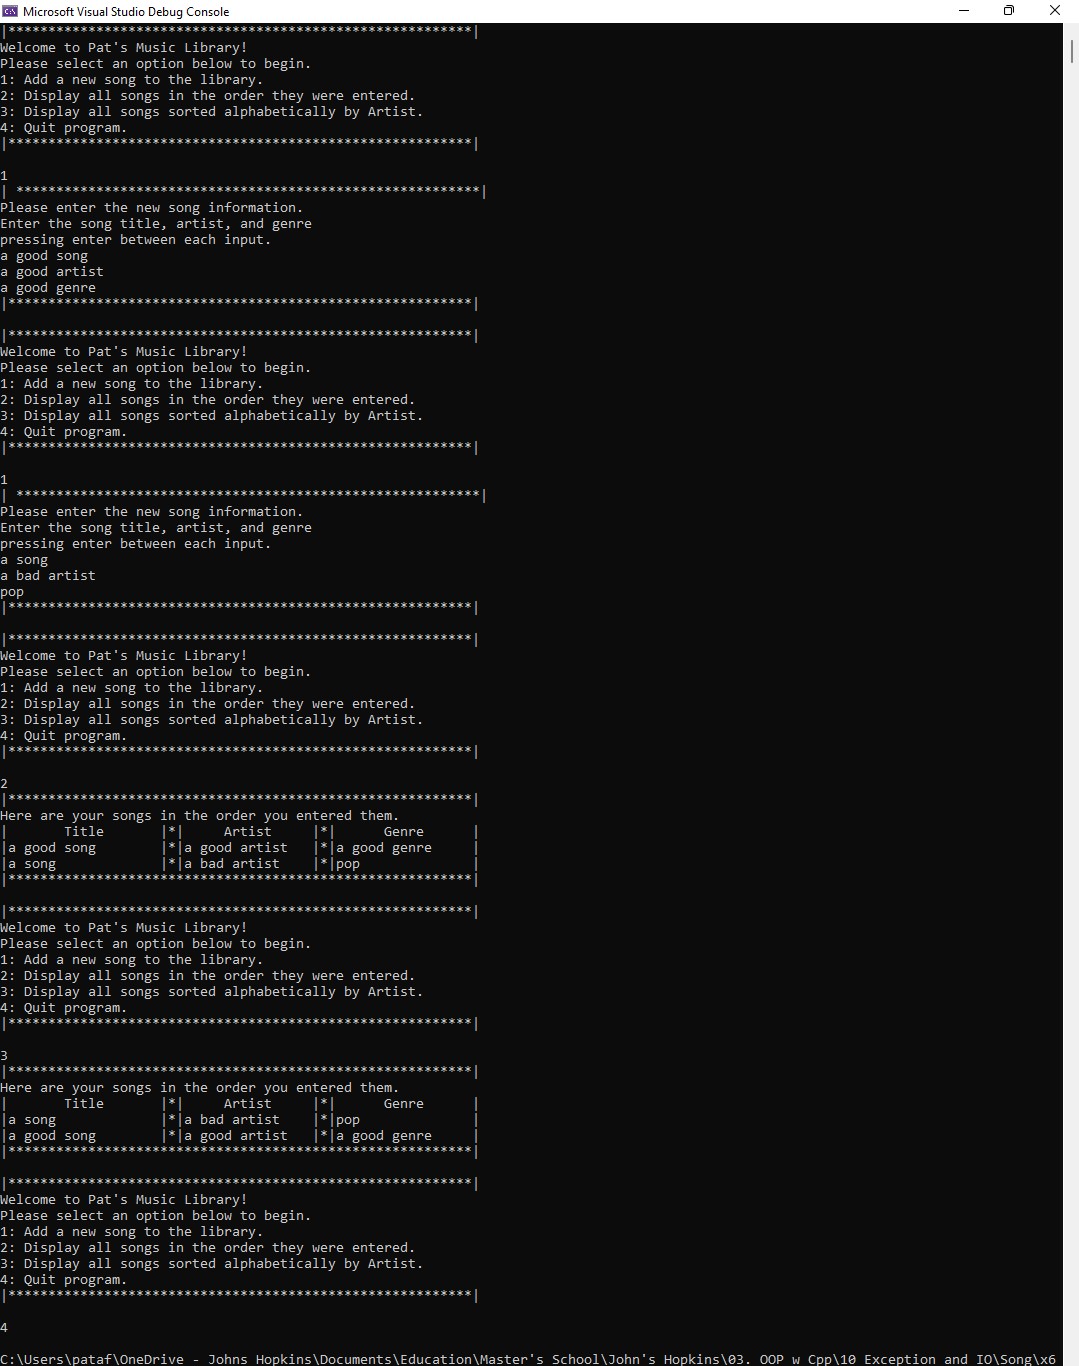 Microsoft Visual Studio Debug Console
|**********************************************************|
Welcome to Pat's Music Library!
Please select an option below to begin.
1: Add a new song to the library.
2: Display all songs in the order they were entered.
3: Display all songs sorted alphabetically by Artist.
4: Quit program.
|**********************************************************|
1
| **********************************************************|
Please enter the new song information.
Enter the song title, artist, and genre
pressing enter between each input.
a good song
a good artist
a good genre
|**********************************************************|
|**********************************************************|
Welcome to Pat's Music Library!
Please select an option below to begin.
1: Add a new song to the library.
2: Display all songs in the order they were entered.
3: Display all songs sorted alphabetically by Artist.
4: Quit program.
|**********************************************************|
1
| **********************************************************|
Please enter the new song information.
Enter the song title, artist, and genre
pressing enter between each input.
a song
a bad artist
pop
|**********************************************************|
|**********************************************************|
Welcome to Pat's Music Library!
Please select an option below to begin.
1: Add a new song to the library.
2: Display all songs in the order they were entered.
3: Display all songs sorted alphabetically by Artist.
4: Quit program.
|**********************************************************|
2
|**********************************************************|
Here are your songs in the order you entered them.
|       Title       |*|     Artist     |*|      Genre      |
|a good song        |*|a good artist   |*|a good genre     |
|a song             |*|a bad artist    |*|pop              |
|**********************************************************|
|**********************************************************|
Welcome to Pat's Music Library!
Please select an option below to begin.
1: Add a new song to the library.
2: Display all songs in the order they were entered.
3: Display all songs sorted alphabetically by Artist.
4: Quit program.
|**********************************************************|
3
|**********************************************************|
Here are your songs in the order you entered them.
|       Title       |*|     Artist     |*|      Genre      |
|a song             |*|a bad artist    |*|pop              |
|a good song        |*|a good artist   |*|a good genre     |
|**********************************************************|
|**********************************************************|
Welcome to Pat's Music Library!
Please select an option below to begin.
1: Add a new song to the library.
2: Display all songs in the order they were entered.
3: Display all songs sorted alphabetically by Artist.
4: Quit program.
|**********************************************************|
4
C:\Users\pataf\OneDrive - Johns Hopkins\Documents\Education\Master's School\John's Hopkins\03. OOP w Cpp\10 Exception and IO\Song\x6